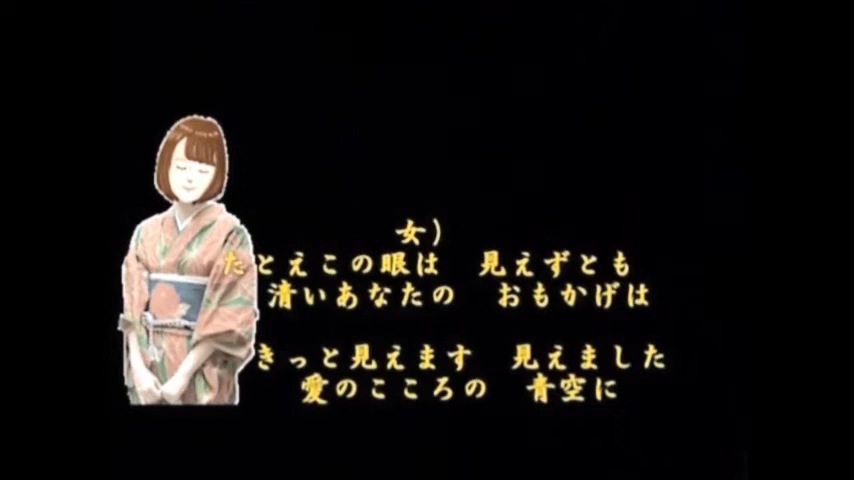 女)
たとえこの眼は 見えずとも
清いあなたの おもかげは
きっと見えます 見えました
愛のこころの 青空に